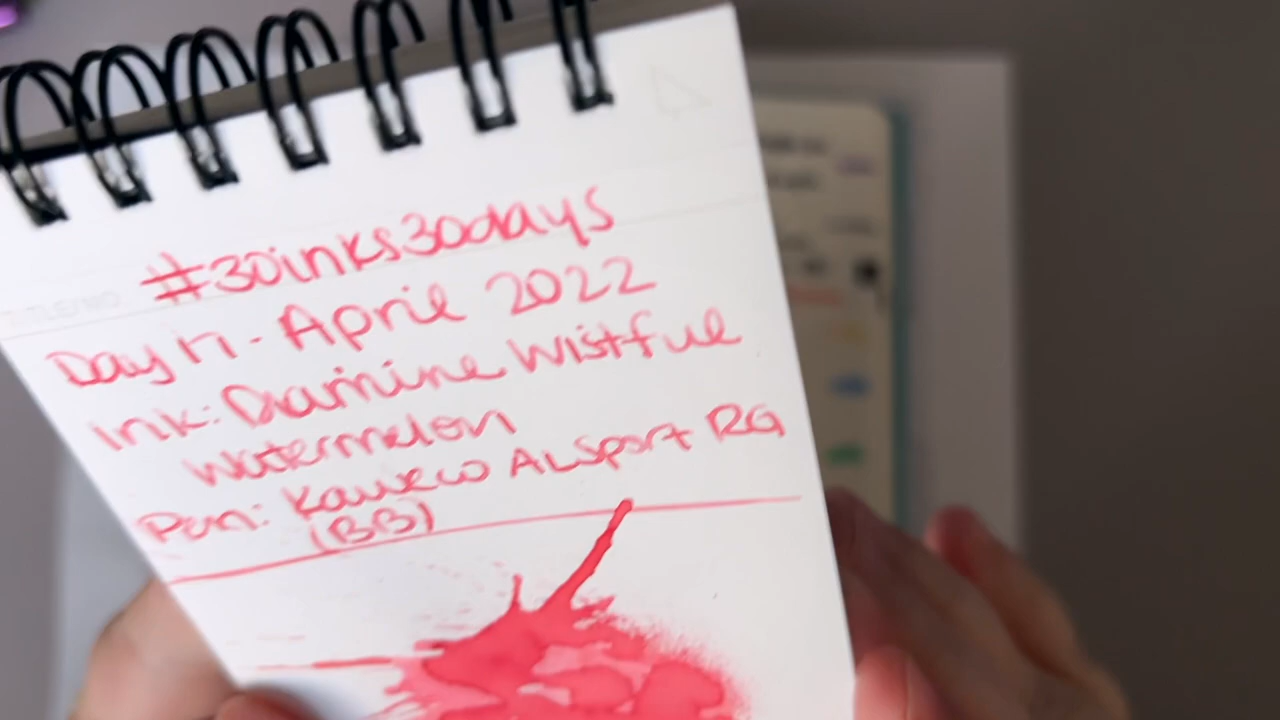 #30inks30days
Day 17 - April 2022
Ink: Diamine Wistful
Watermelon
Pen: Kaweco ALSport RG
(BB)